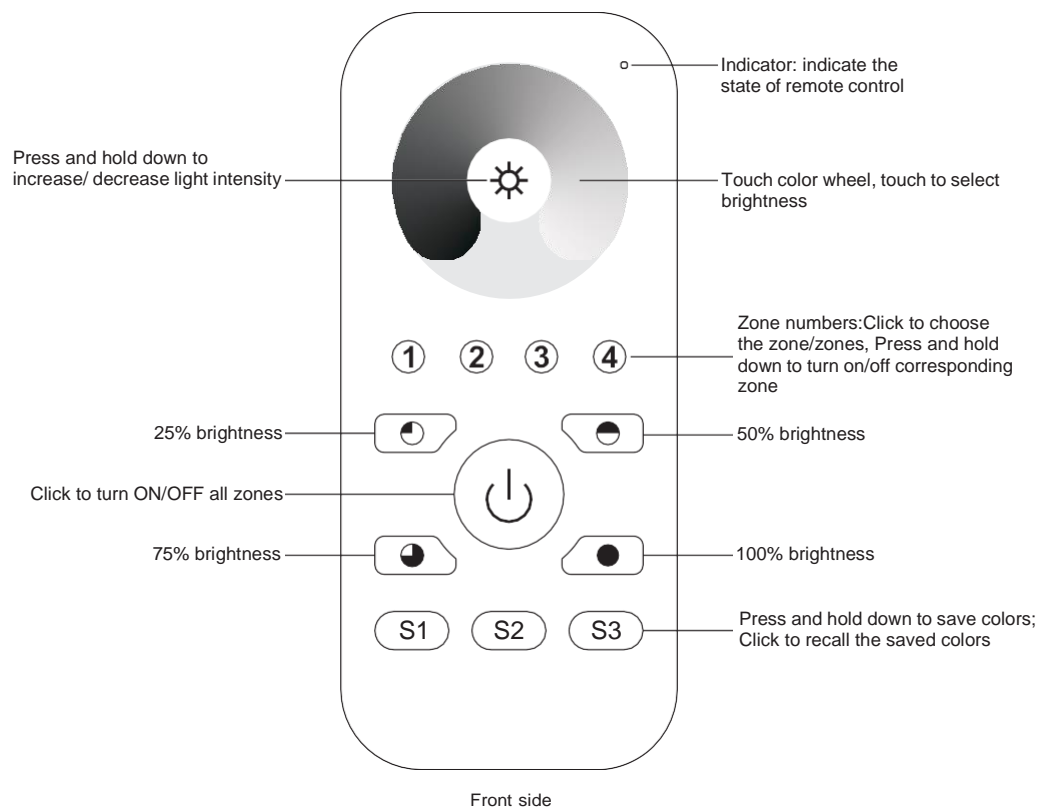 Indicator: indicate the
state of remote control
Press and hold down to
increase/ decrease light intensity
Touch color wheel, touch to select
brightness
Zone numbers:Click to choose
the zone/zones, Press and hold
down to turn on/off corresponding
zone
1 2 3 4
25% brightness
50% brightness
Click to turn ON/OFF all zones
75% brightness
100% brightness
S1 S2 S3
Press and hold down to save colors;
Click to recall the saved colors
Front side